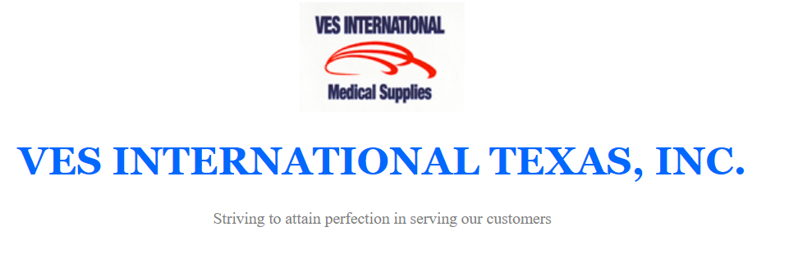 VES INTERNATIONAL
Medical Supplies
VES INTERNATIONAL TEXAS, INC.
Striving to attain perfection in serving our customers